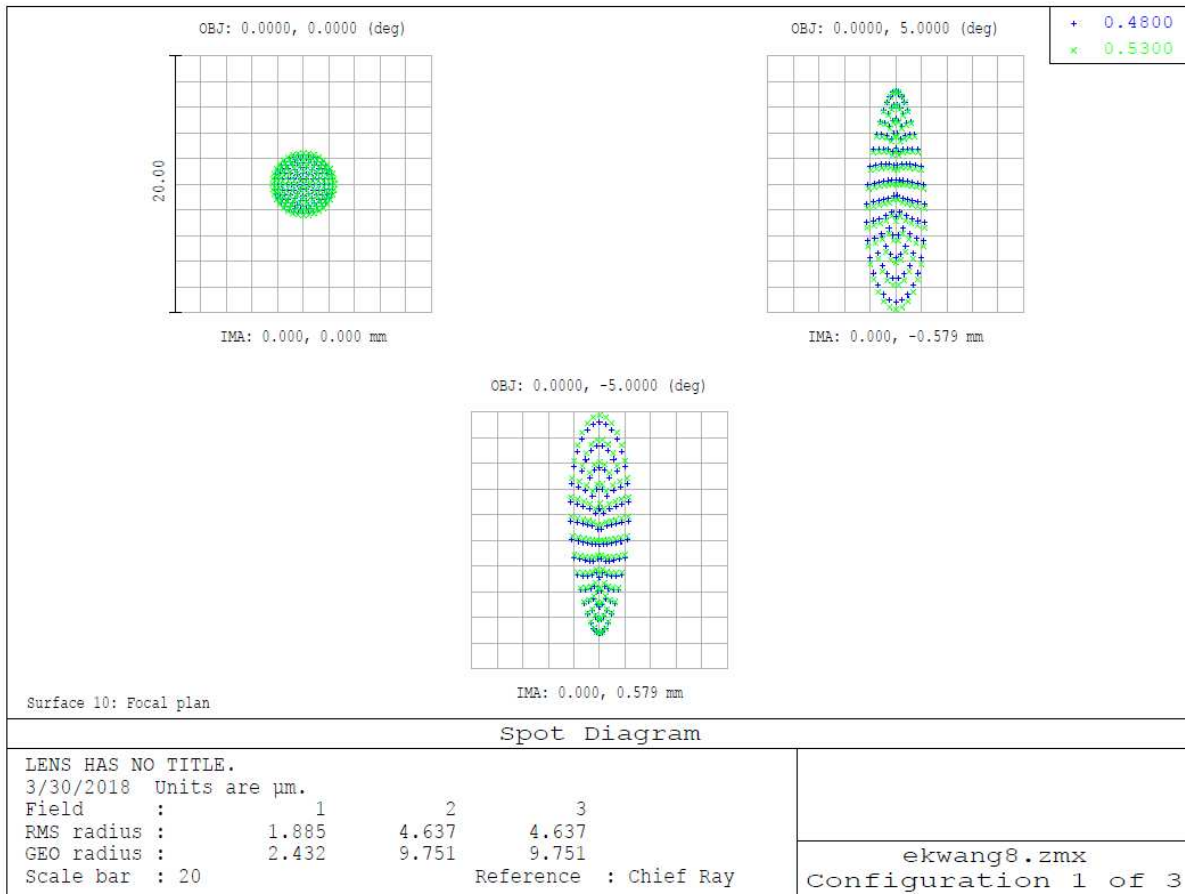 OBJ: 0.0000, 0.0000 (deg)
OBJ: 0.0000, 5.0000 (deg)
+ 0.4800
× 0.5300
20.00
IMA: 0.000, 0.000 mm
IMA: 0.000, -0.579 mm
OBJ: 0.0000, -5.0000 (deg)
IMA: 0.000, 0.579 mm
Surface 10: Focal plan
Spot Diagram
LENS HAS NO TITLE.
3/30/2018 Units are µm.
Field : 1 2 3
RMS radius : 1.885 4.637 4.637
GEO radius : 2.432 9.751 9.751
Scale bar : 20 Reference : Chief Ray
ekwang8.zmx
Configuration 1 of 3